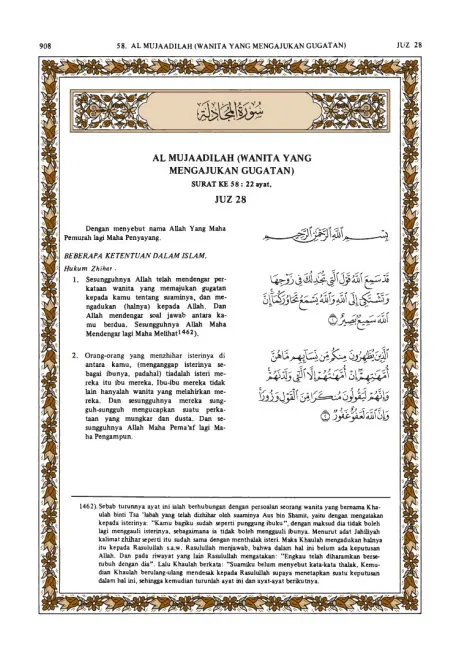 908 58. AL MUJAADILAH (WANITA YANG MENGAJUKAN GUGATAN) JUZ 28
سُورَةُ الْمُجَادِلَةِ
AL MUJAADILAH (WANITA YANG
MENGAJUKAN GUGATAN)
SURAT KE 58 : 22 ayat.
JUZ 28
Dengan menyebut nama Allah Yang Maha
Pemurah lagi Maha Penyayang.
BEBERAPA KETENTUAN DALAM ISLAM.
Hukum Zhihar .
1. Sesungguhnya Allah telah mendengar per-
kataan wanita yang memajukan gugatan
kepada kamu tentang suaminya, dan me-
ngadukan (halnya) kepada Allah. Dan
Allah mendengar soal jawab antara ka-
mu berdua. Sesungguhnya Allah Maha
Mendengar lagi Maha Melihat1462).
2. Orang-orang yang menzhihar isterinya di
antara kamu, (menganggap isterinya se-
bagai ibunya, padahal) tiadalah isteri me-
reka itu ibu mereka. Ibu-ibu mereka tidak
lain hanyalah wanita yang melahirkan me-
reka. Dan sesungguhnya mereka sung-
guh-sungguh mengucapkan suatu perka-
taan yang mungkar dan dusta. Dan se-
sungguhnya Allah Maha Pema'af lagi Ma-
ha Pengampun.
بِسْمِ اللَّهِ الرَّحْمَٰنِ الرَّحِيمِ
قَدْ سَمِعَ اللَّهُ قَوْلَ الَّتِي تُجَادِلُكَ فِي زَوْجِهَا
وَتَشْتَكِي إِلَى اللَّهِ وَاللَّهُ يَسْمَعُ تَحَاوُرَكُمَا إِنَّ
اللَّهَ سَمِيعٌ بَصِيرٌ ①
الَّذِينَ يُظَاهِرُونَ مِنكُم مِّن نِّسَائِهِم مَّا هُنَّ
أُمَّهَاتِهِمْ إِنْ أُمَّهَاتُهُمْ إِلَّا اللَّائِي وَلَدْنَهُمْ
وَإِنَّهُمْ لَيَقُولُونَ مُنكَرًا مِّنَ الْقَوْلِ وَزُورًا
وَإِنَّ اللَّهَ لَعَفُوٌّ غَفُورٌ ②
1462). Sebab turunnya ayat ini ialah berhubungan dengan persoalan seorang wanita yang bernama Kha-
ulah binti Tsa 'labah yang telah dizhihar oleh suaminya Aus bin Shamit, yaitu dengan mengatakan
kepada isterinya: "Kamu bagiku sudah seperti punggung ibuku", dengan maksud dia tidak boleh
lagi menggauli isterinya, sebagaimana ia tidak boleh menggauli ibunya. Menurut adat Jahiliyah
kalimat zhihar seperti itu sudah sama dengan menthalak isteri. Maka Khaulah mengadukan halnya
itu kepada Rasulullah s.a.w. Rasulullah menjawab, bahwa dalam hal ini belum ada keputusan
Allah. Dan pada riwayat yang lain Rasulullah mengatakan: "Engkau telah diharamkan berse-
tubuh dengan dia". Lalu Khaulah berkata: "Suamiku belum menyebut kata-kata thalak, Kemu-
dian Khaulah berulang-ulang mendesak kepada Rasulullah supaya menetapkan suatu keputusan
dalam hal ini, sehingga kemudian turunlah ayat ini dan ayat-ayat berikutnya.